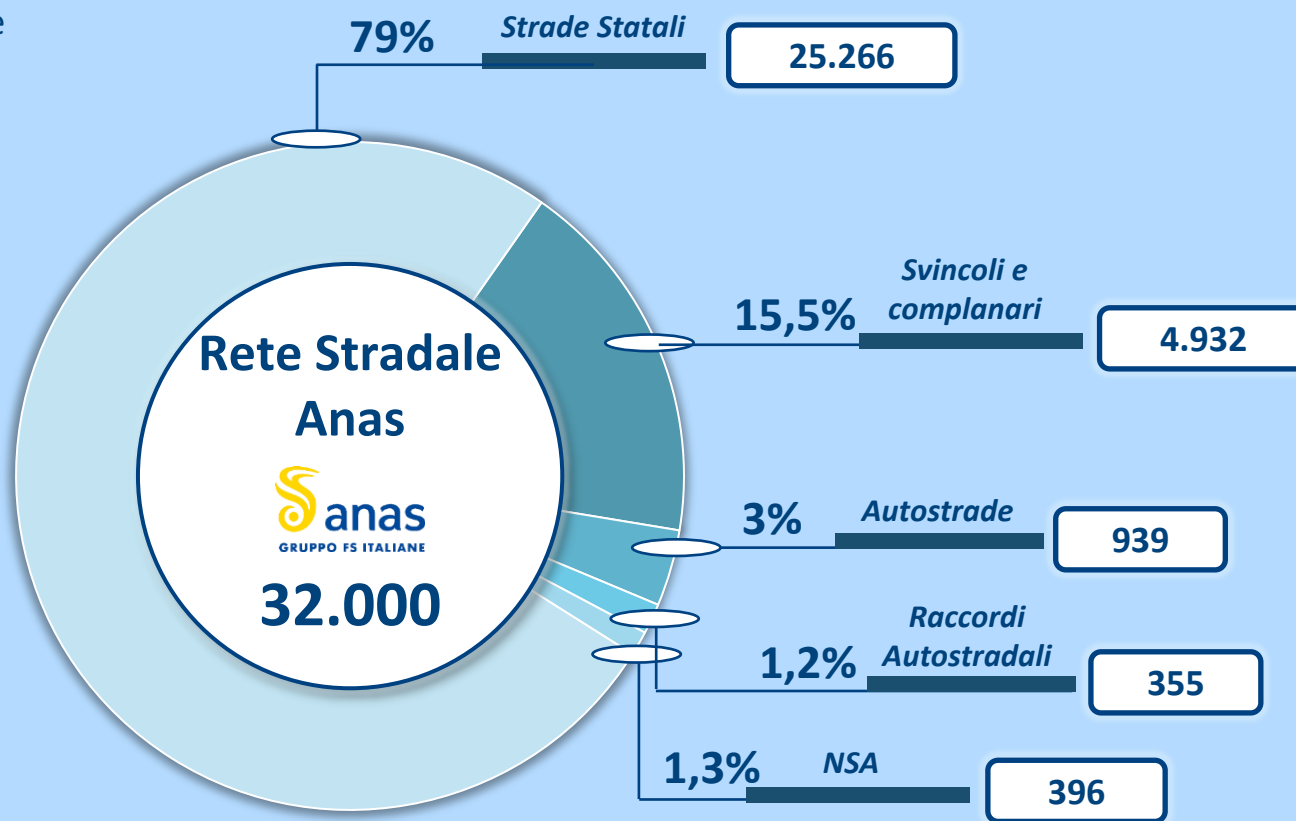 e
79%
Strade Statali
25.266
Svincoli e
complanari
15,5%
4.932
Rete Stradale
Anas
anas
GRUPPO FS ITALIANE
32.000
3%
Autostrade
939
Raccordi
Autostradali
1,2%
355
1,3%
NSA
396